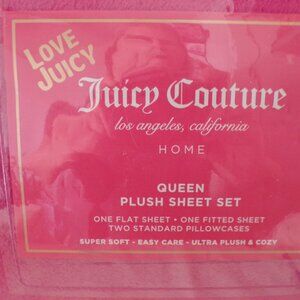 LOVE
JUICY
Juicy Couture
los angeles, california
HOME
QUEEN
PLUSH SHEET SET
ONE FLAT SHEET • ONE FITTED SHEET
TWO STANDARD PILLOWCASES
SUPER SOFT • EASY CARE • ULTRA PLUSH & COZY